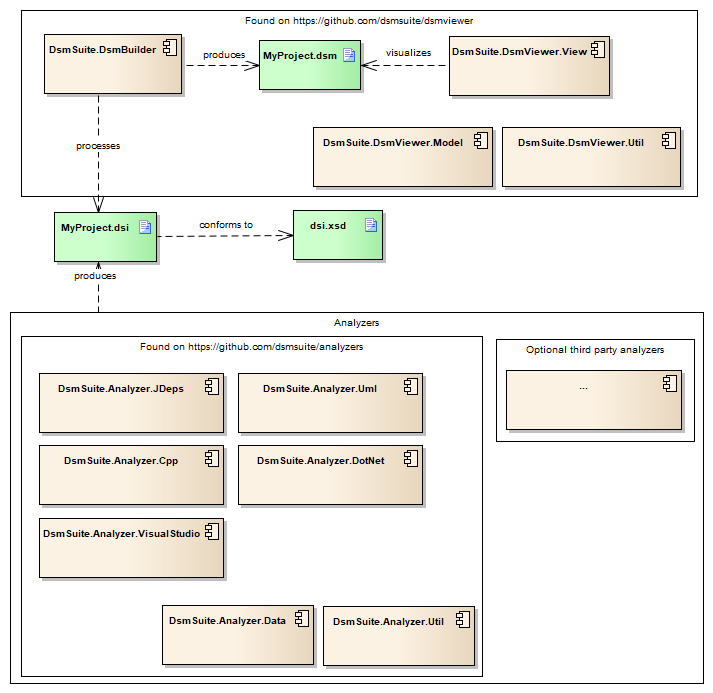 Found on https://github.com/dsmsuite/dsmviewer
DsmSuite.DsmBuilder
produces
MyProject.dsm
visualizes
DsmSuite.DsmViewer.View
DsmSuite.DsmViewer.Model
DsmSuite.DsmViewer.Util
processes
MyProject.dsi
conforms to
dsi.xsd
produces
Analyzers
Found on https://github.com/dsmsuite/analyzers
Optional third party analyzers
DsmSuite.Analyzer.JDeps
DsmSuite.Analyzer.Uml
...
DsmSuite.Analyzer.Cpp
DsmSuite.Analyzer.DotNet
DsmSuite.Analyzer.VisualStudio
DsmSuite.Analyzer.Data
DsmSuite.Analyzer.Util